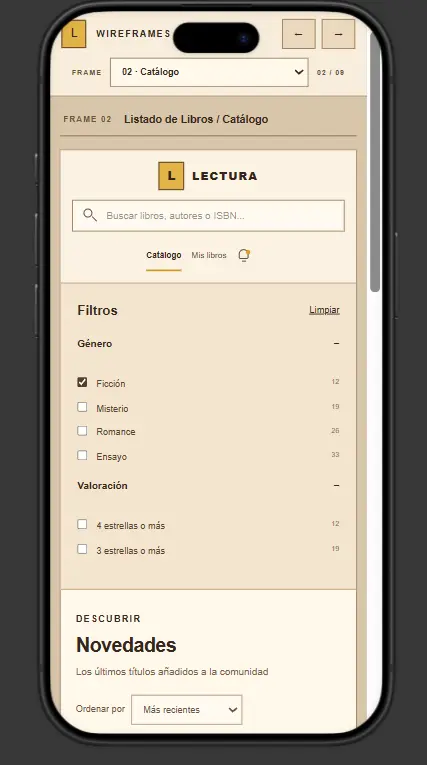 L WIREFRAMES ← →
FRAME 02 · Catálogo 02 / 09
FRAME 02 Listado de Libros / Catálogo
L LECTURA
Buscar libros, autores o ISBN...
Catálogo Mis libros
Filtros Limpiar
Género –
Ficción 12
Misterio 19
Romance 26
Ensayo 33
Valoración –
4 estrellas o más 12
3 estrellas o más 19
DESCUBRIR
Novedades
Los últimos títulos añadidos a la comunidad
Ordenar por Más recientes